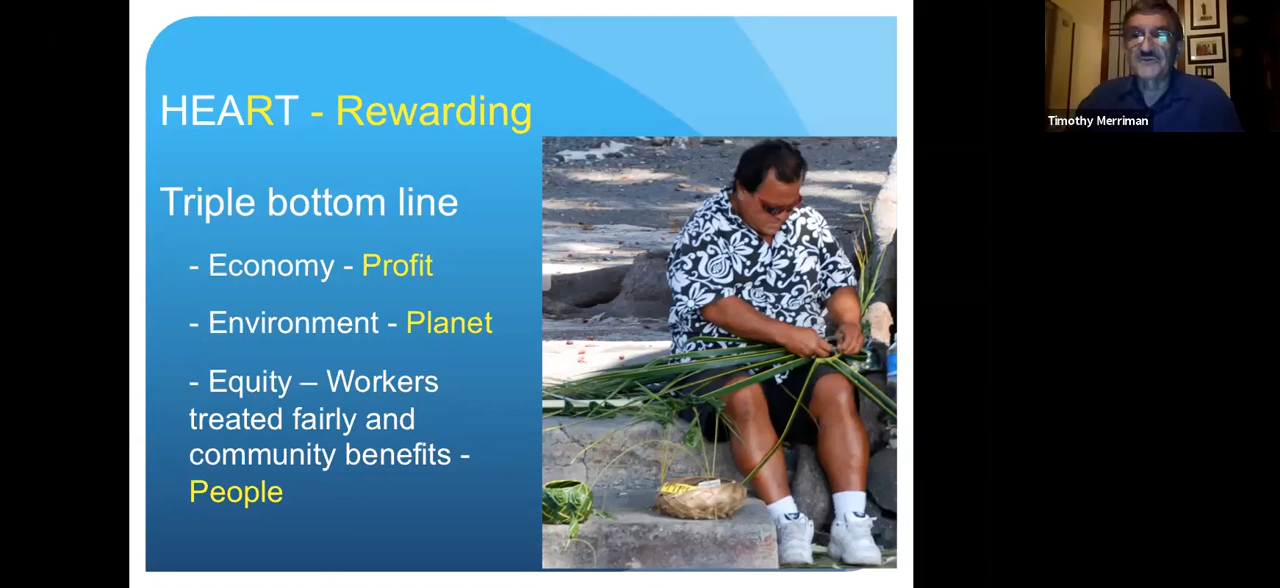 HEART - Rewarding
Triple bottom line
- Economy - Profit
- Environment - Planet
- Equity – Workers
treated fairly and
community benefits -
People
Timothy Merriman